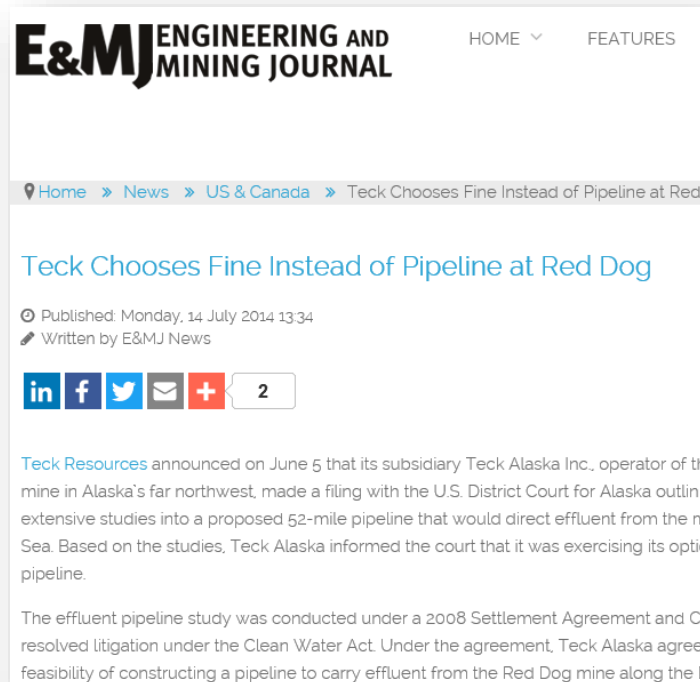 E&MJ ENGINEERING AND
MINING JOURNAL
HOME FEATURES
Home » News » US & Canada » Teck Chooses Fine Instead of Pipeline at Red
Teck Chooses Fine Instead of Pipeline at Red Dog
Published: Monday, 14 July 2014 13:34
Written by E&MJ News
in f + 2
Teck Resources announced on June 5 that its subsidiary Teck Alaska Inc., operator of
mine in Alaska`s far northwest, made a filing with the U.S. District Court for Alaska
extensive studies into a proposed 52-mile pipeline that would direct effluent from the
Sea. Based on the studies, Teck Alaska informed the court that it was exercising its
pipeline.
The effluent pipeline study was conducted under a 2008 Settlement Agreement and
resolved litigation under the Clean Water Act. Under the agreement, Teck Alaska
feasibility of constructing a pipeline to carry effluent from the Red Dog mine along the